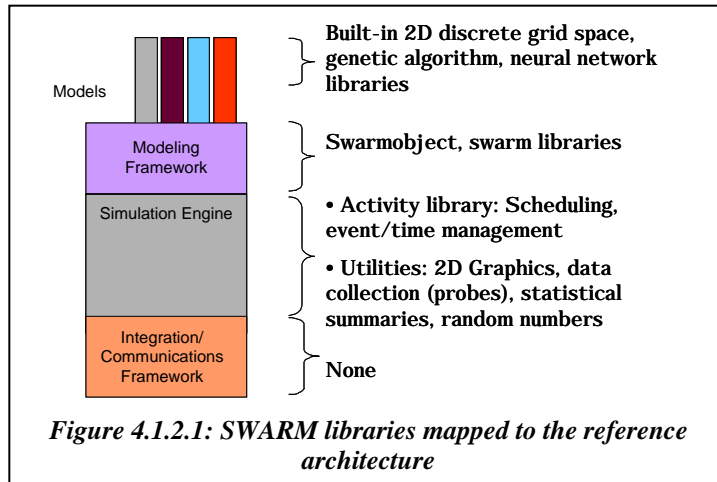 Built-in 2D discrete grid space,
genetic algorithm, neural network
libraries
Models
Modeling
Framework
Swarmobject, swarm libraries
Simulation Engine
• Activity library: Scheduling,
event/time management
• Utilities: 2D Graphics, data
collection (probes), statistical
summaries, random numbers
Integration/
Communications
Framework
None
Figure 4.1.2.1: SWARM libraries mapped to the reference
architecture